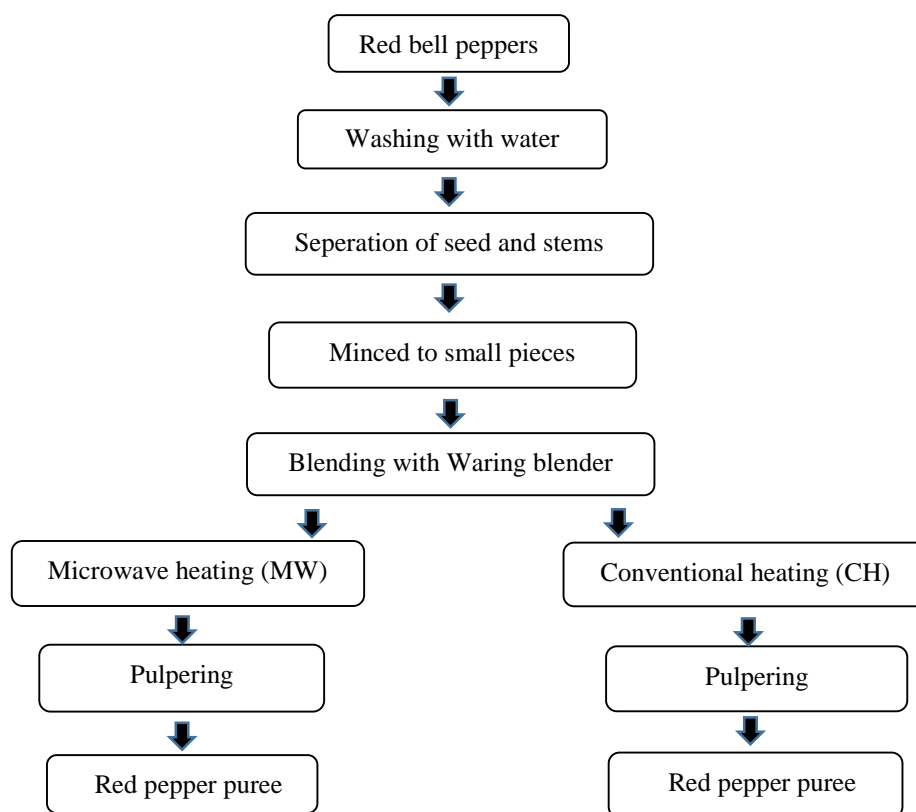 Red bell peppers
Washing with water
Seperation of seed and stems
Minced to small pieces
Blending with Waring blender
Microwave heating (MW)
Conventional heating (CH)
Pulpering
Pulpering
Red pepper puree
Red pepper puree